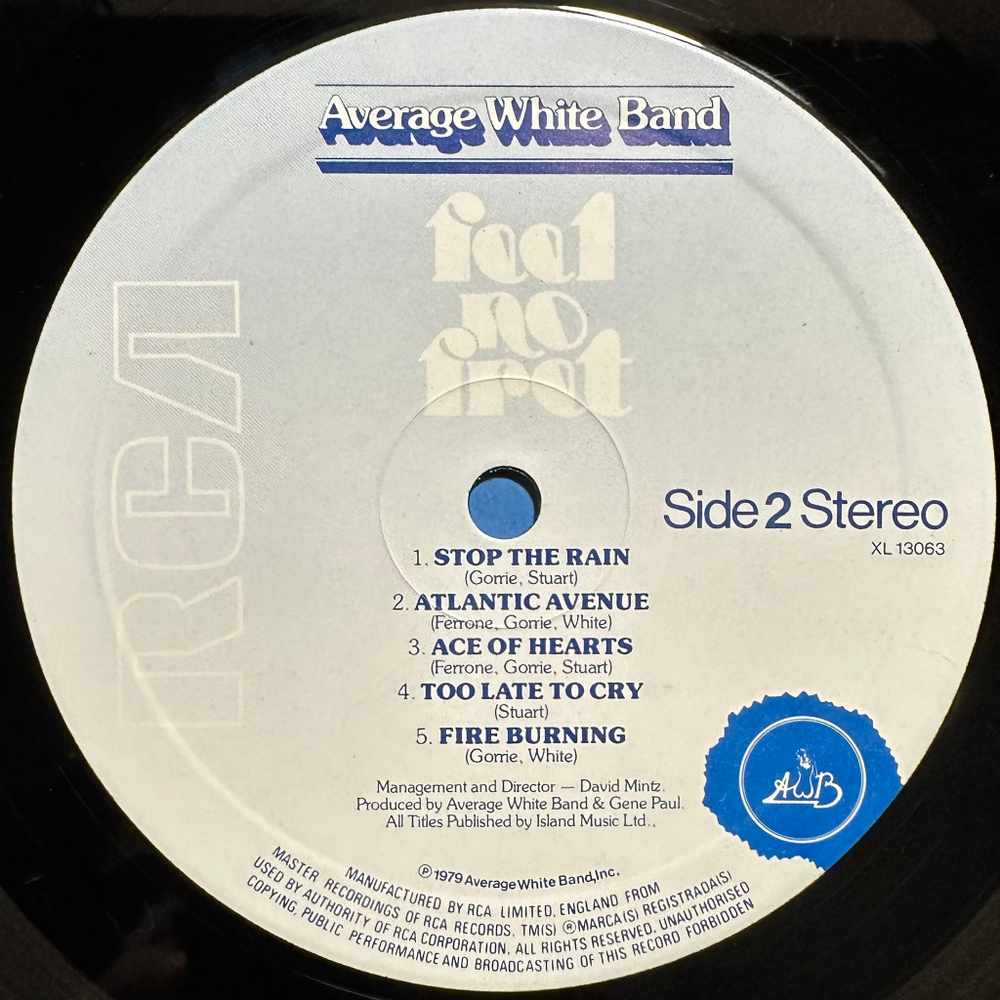 Average White Band
feel
no
fret
RCA
Side 2 Stereo
XL 13063
1. STOP THE RAIN
(Gorrie, Stuart)
2. ATLANTIC AVENUE
(Ferrone, Gorrie, White)
3. ACE OF HEARTS
(Ferrone, Gorrie, Stuart)
4. TOO LATE TO CRY
(Stuart)
5. FIRE BURNING
(Gorrie, White)
Management and Director — David Mintz.
Produced by Average White Band & Gene Paul.
All Titles Published by Island Music Ltd.,
AWB
℗ 1979 Average White Band, Inc.
MANUFACTURED BY RCA LIMITED, ENGLAND FROM
MASTER RECORDINGS OF RCA RECORDS, TM(S) ® MARCA(S) REGISTRADA(S)
USED BY AUTHORITY OF RCA CORPORATION, ALL RIGHTS RESERVED, UNAUTHORISED
COPYING, PUBLIC PERFORMANCE AND BROADCASTING OF THIS RECORD FORBIDDEN